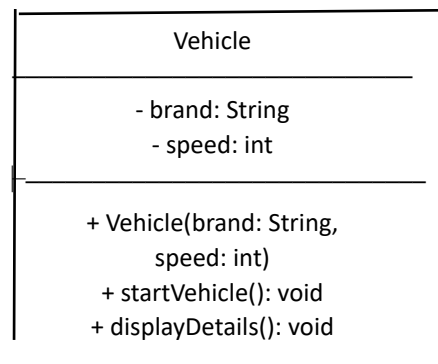 Vehicle
- brand: String
- speed: int
+ Vehicle(brand: String,
speed: int)
+ startVehicle(): void
+ displayDetails(): void